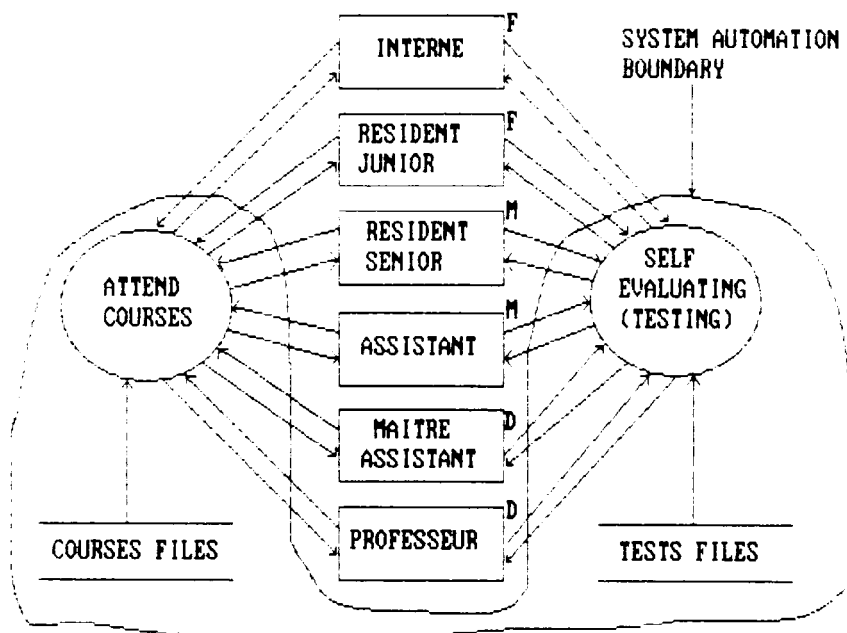 F
INTERNE
SYSTEM AUTOMATION
BOUNDARY
F
RESIDENT
JUNIOR
M
RESIDENT
SENIOR
ATTEND
COURSES
SELF
EVALUATING
(TESTING)
M
ASSISTANT
D
MAITRE
ASSISTANT
D
PROFESSEUR
COURSES FILES
TESTS FILES